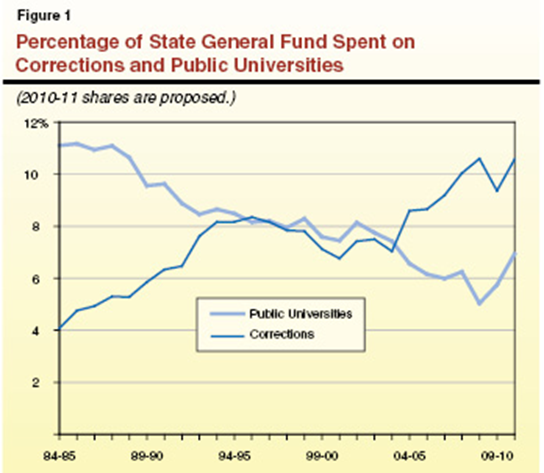 Figure 1
Percentage of State General Fund Spent on
Corrections and Public Universities
(2010-11 shares are proposed.)
12%
10
8
6
4
2
Public Universities
Corrections
84-85 89-90 94-95 99-00 04-05 09-10